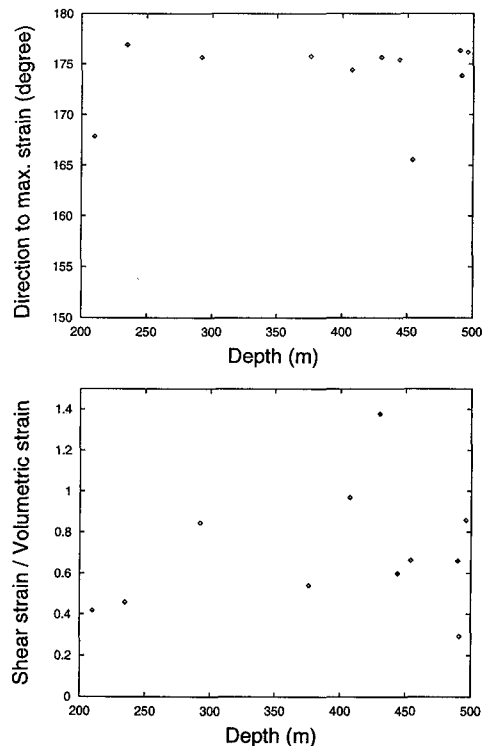 180
175
170
165
160
155
150
Direction to max. strain (degree)
200 250 300 350 400 450 500
Depth (m)
1.4
1.2
1
0.8
0.6
0.4
0.2
0
Shear strain / Volumetric strain
200 250 300 350 400 450 500
Depth (m)